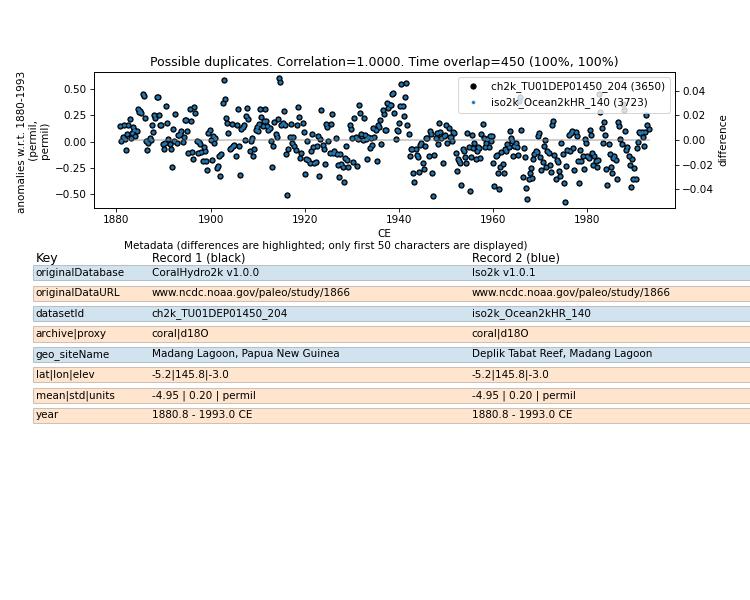 Possible duplicates. Correlation=1.0000. Time overlap=450 (100%, 100%)
anomalies w.r.t. 1880-1993
(permil,
permil)
0.50
0.25
0.00
−0.25
−0.50
ch2k_TU01DEP01450_204 (3650)
iso2k_Ocean2kHR_140 (3723)
0.04
0.02
0.00
−0.02
−0.04
difference
1880 1900 1920 1940 1960 1980
CE
Metadata (differences are highlighted; only first 50 characters are displayed)
Key Record 1 (black) Record 2 (blue)
originalDatabase CoralHydro2k v1.0.0 Iso2k v1.0.1
originalDataURL www.ncdc.noaa.gov/paleo/study/1866 www.ncdc.noaa.gov/paleo/study/1866
datasetId ch2k_TU01DEP01450_204 iso2k_Ocean2kHR_140
archive|proxy coral|d18O coral|d18O
geo_siteName Madang Lagoon, Papua New Guinea Deplik Tabat Reef, Madang Lagoon
lat|lon|elev -5.2|145.8|-3.0 -5.2|145.8|-3.0
mean|std|units -4.95 | 0.20 | permil -4.95 | 0.20 | permil
year 1880.8 - 1993.0 CE 1880.8 - 1993.0 CE